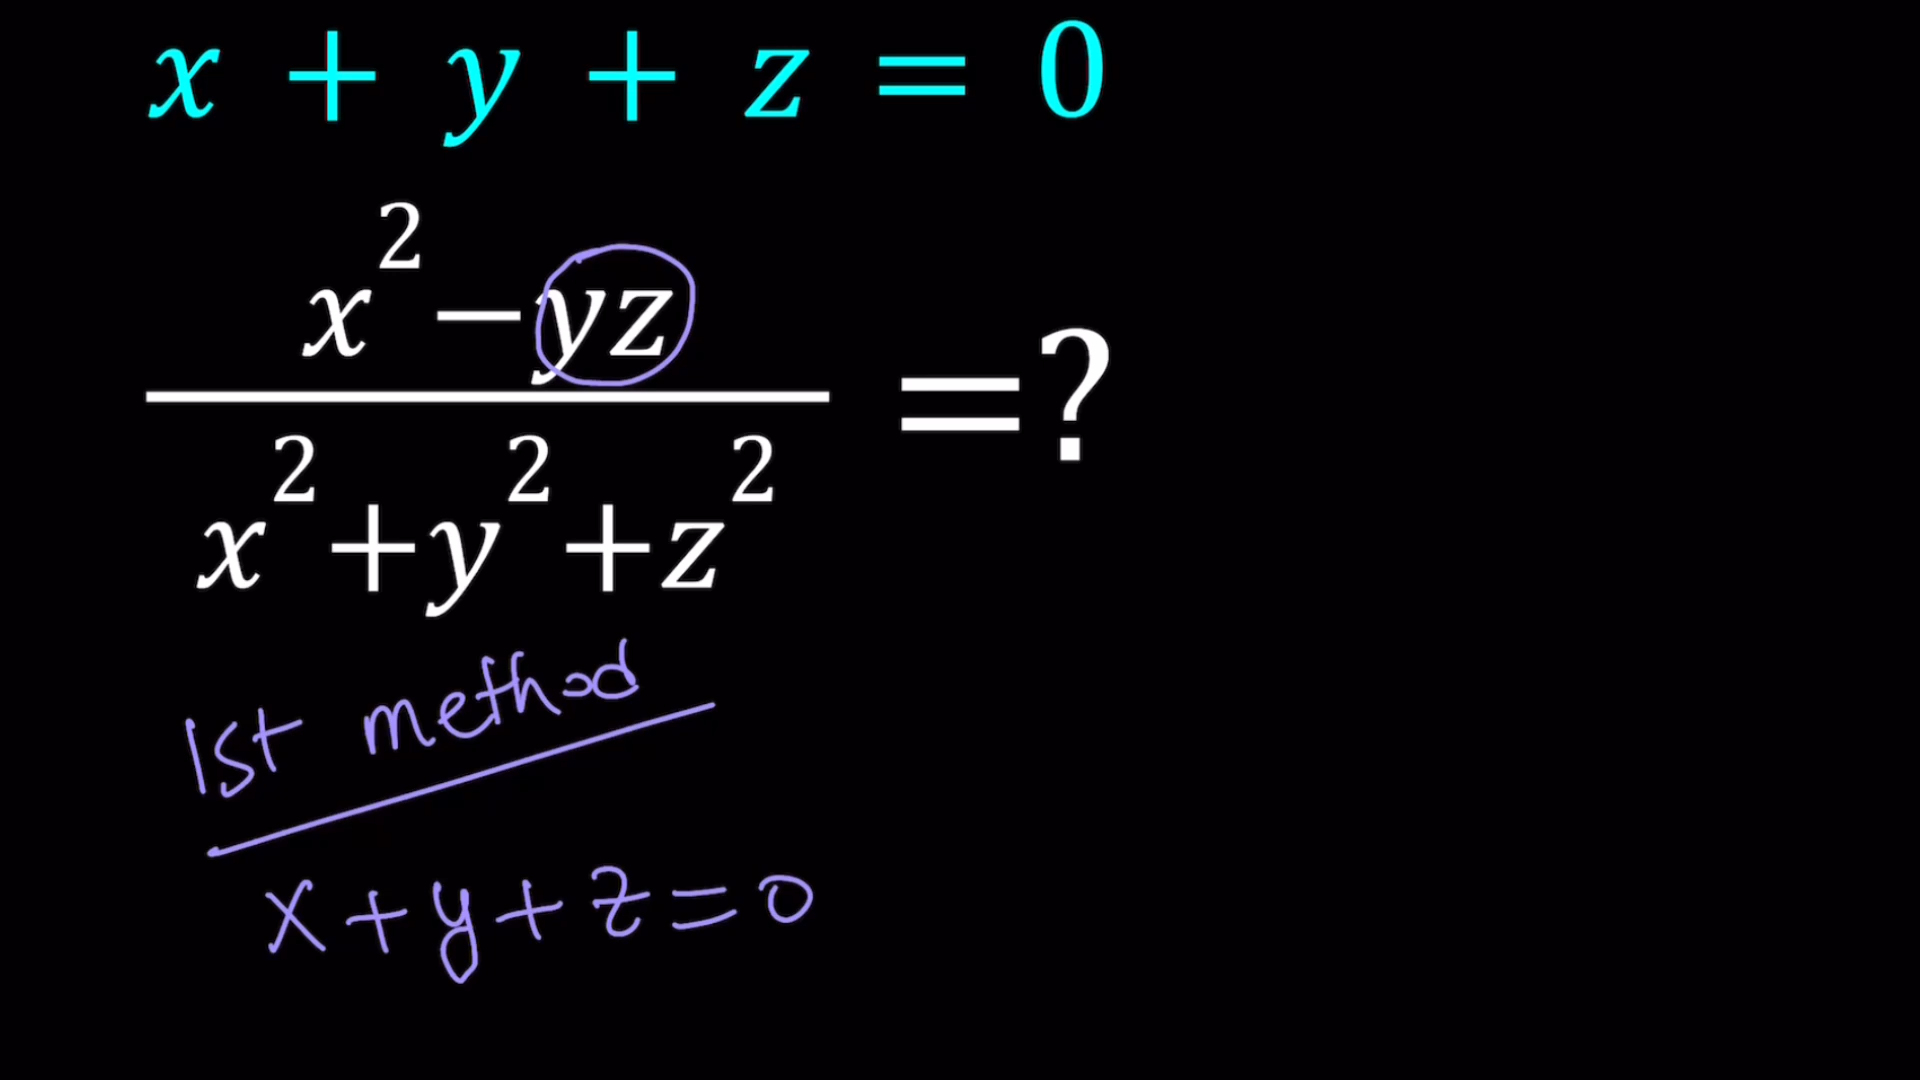 x + y + z = 0
x² − yz
= ?
x² + y² + z²
1st method
x + y + z = 0